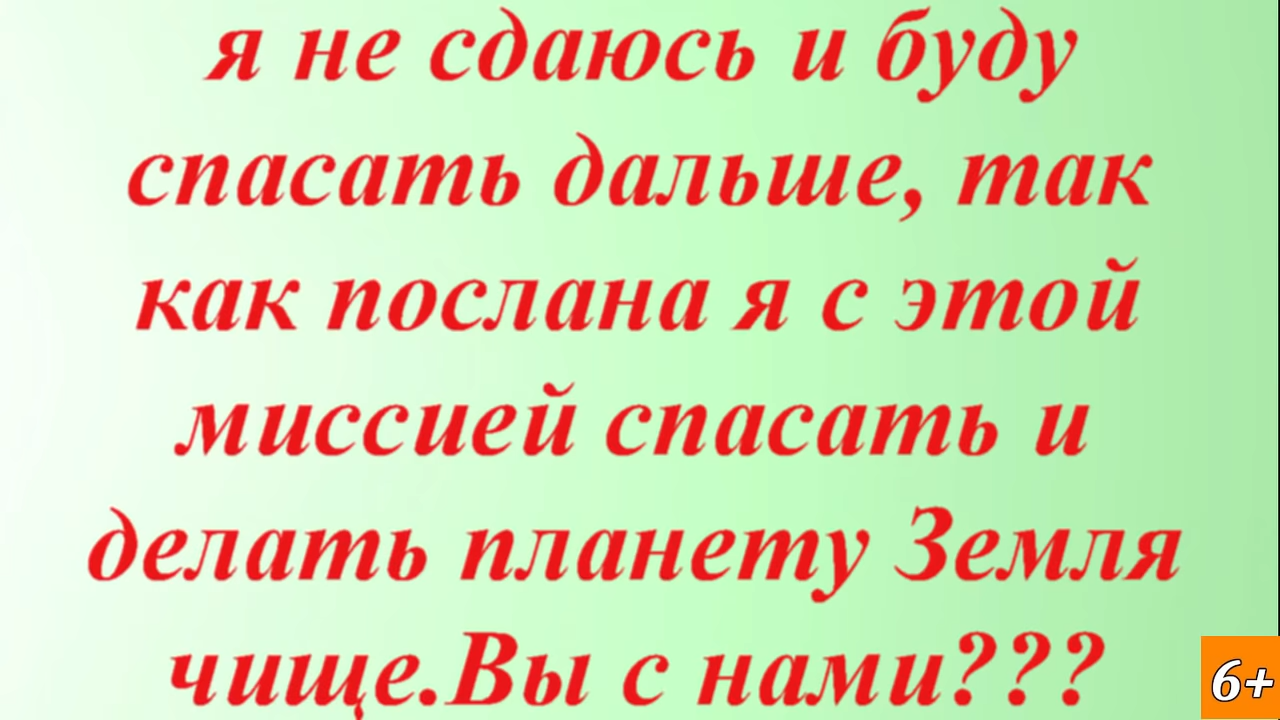 я не сдаюсь и буду
спасать дальше, так
как послана я с этой
миссией спасать и
делать планету Земля
чище.Вы с нами???
6+